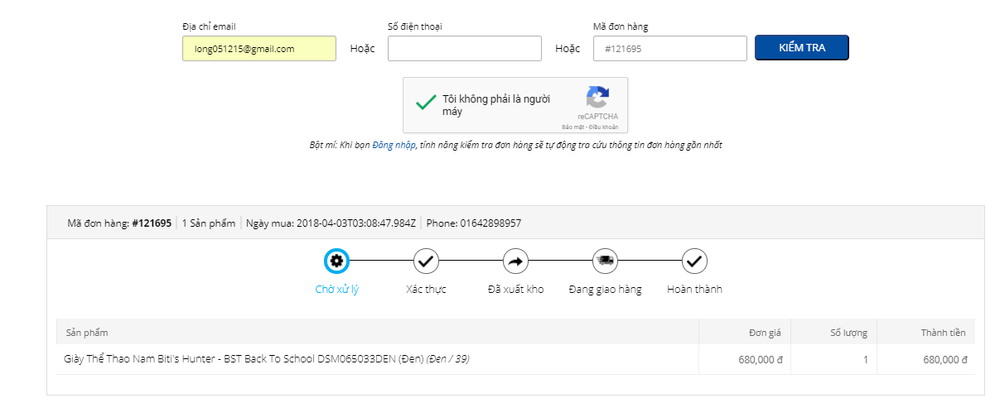 Địa chỉ email Số điện thoại Mã đơn hàng
long051215@gmail.com Hoặc Hoặc #121695 KIỂM TRA
Tôi không phải là người
máy
reCAPTCHA
Bảo mật - Điều khoản
Bật mí: Khi bạn Đăng nhập, tính năng kiểm tra đơn hàng sẽ tự động tra cứu thông tin đơn hàng gần nhất
Mã đơn hàng: #121695 1 Sản phẩm Ngày mua: 2018-04-03T03:08:47.984Z Phone: 01642898957
Chờ xử lý Xác thực Đã xuất kho Đang giao hàng Hoàn thành
Sản phẩm Đơn giá Số lượng Thành tiền
Giày Thể Thao Nam Biti's Hunter - BST Back To School DSM065033DEN (Đen) (Đen / 39) 680,000 đ 1 680,000 đ